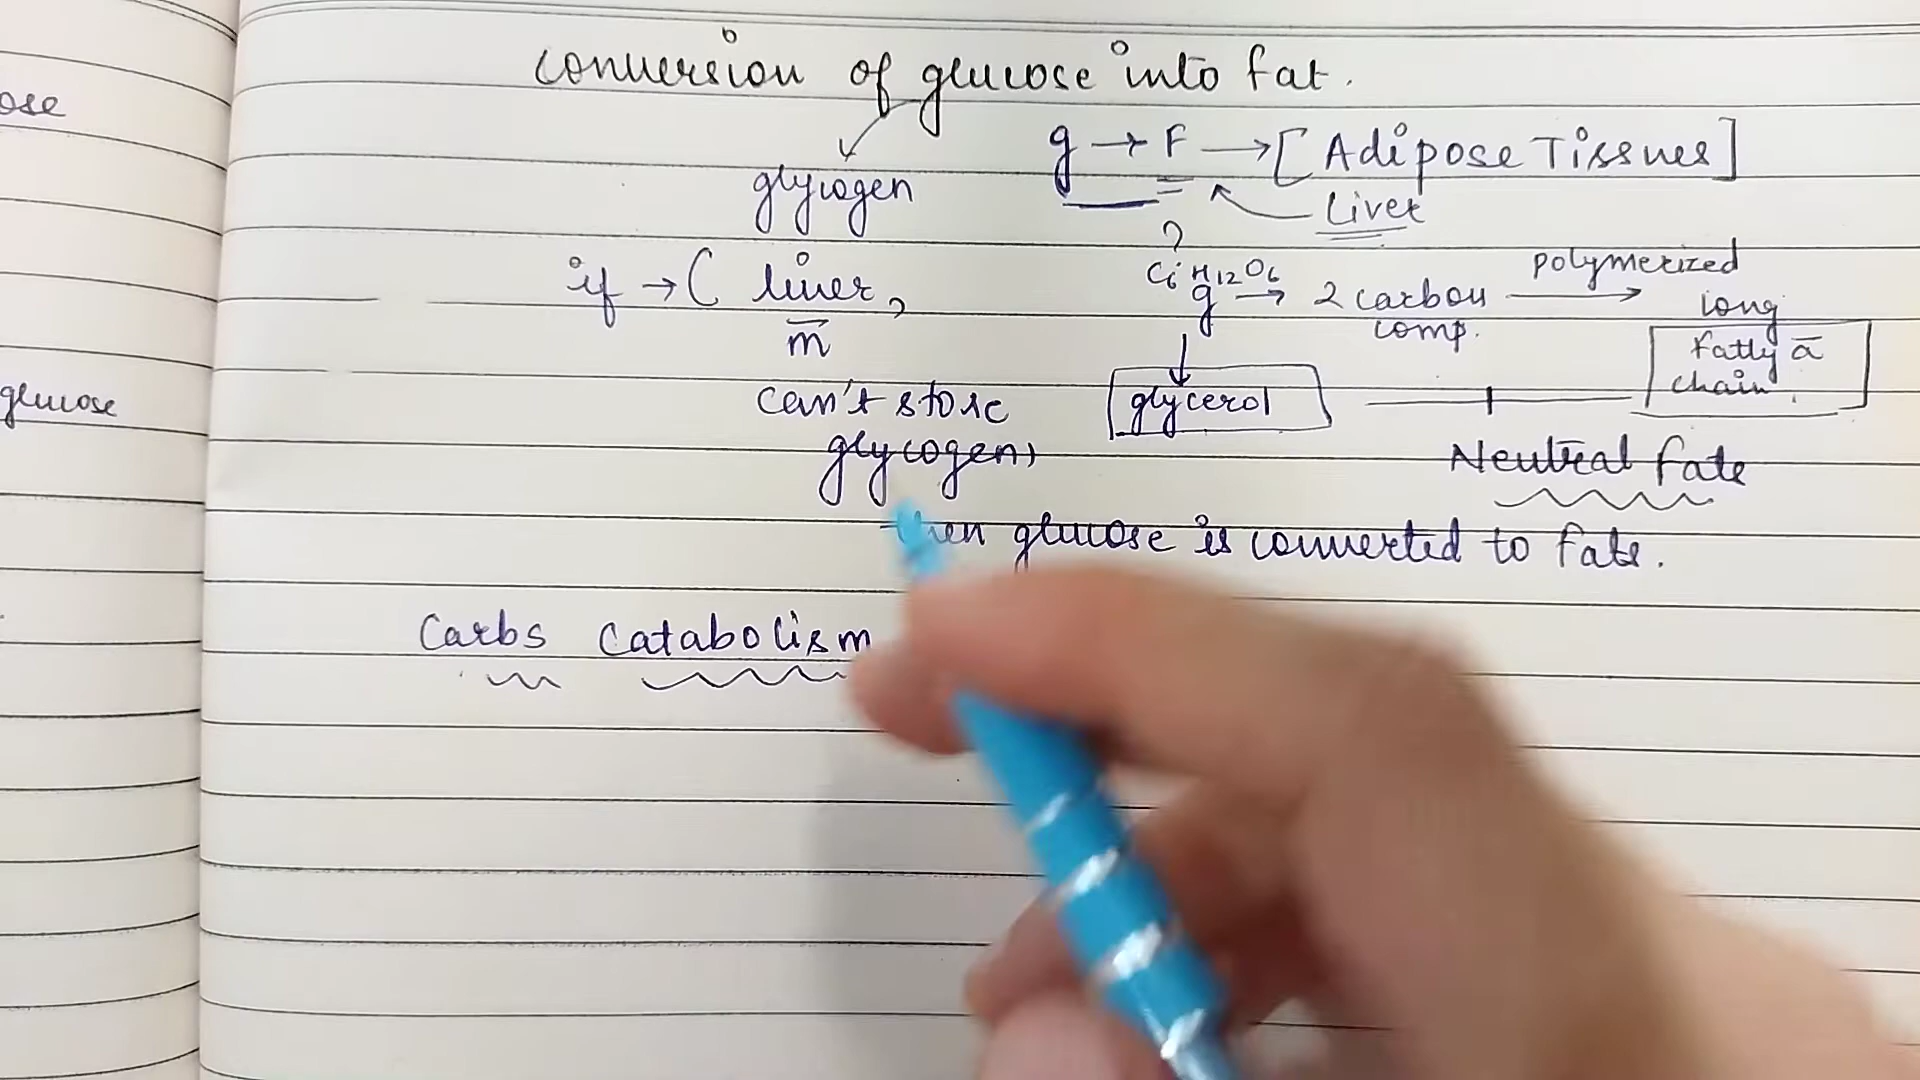 ose
glucose
conversion of glucose into fat.
g → F → [Adipose Tissues]
glycogen
Liver
?
if → ( liver,
m
C6H12O6
g → 2 carbon comp.
polymerized
long
fatty a
chain
can't store
glycogen)
glycerol
Neutral fats
then glucose is converted to fats.
Carbs Catabolism